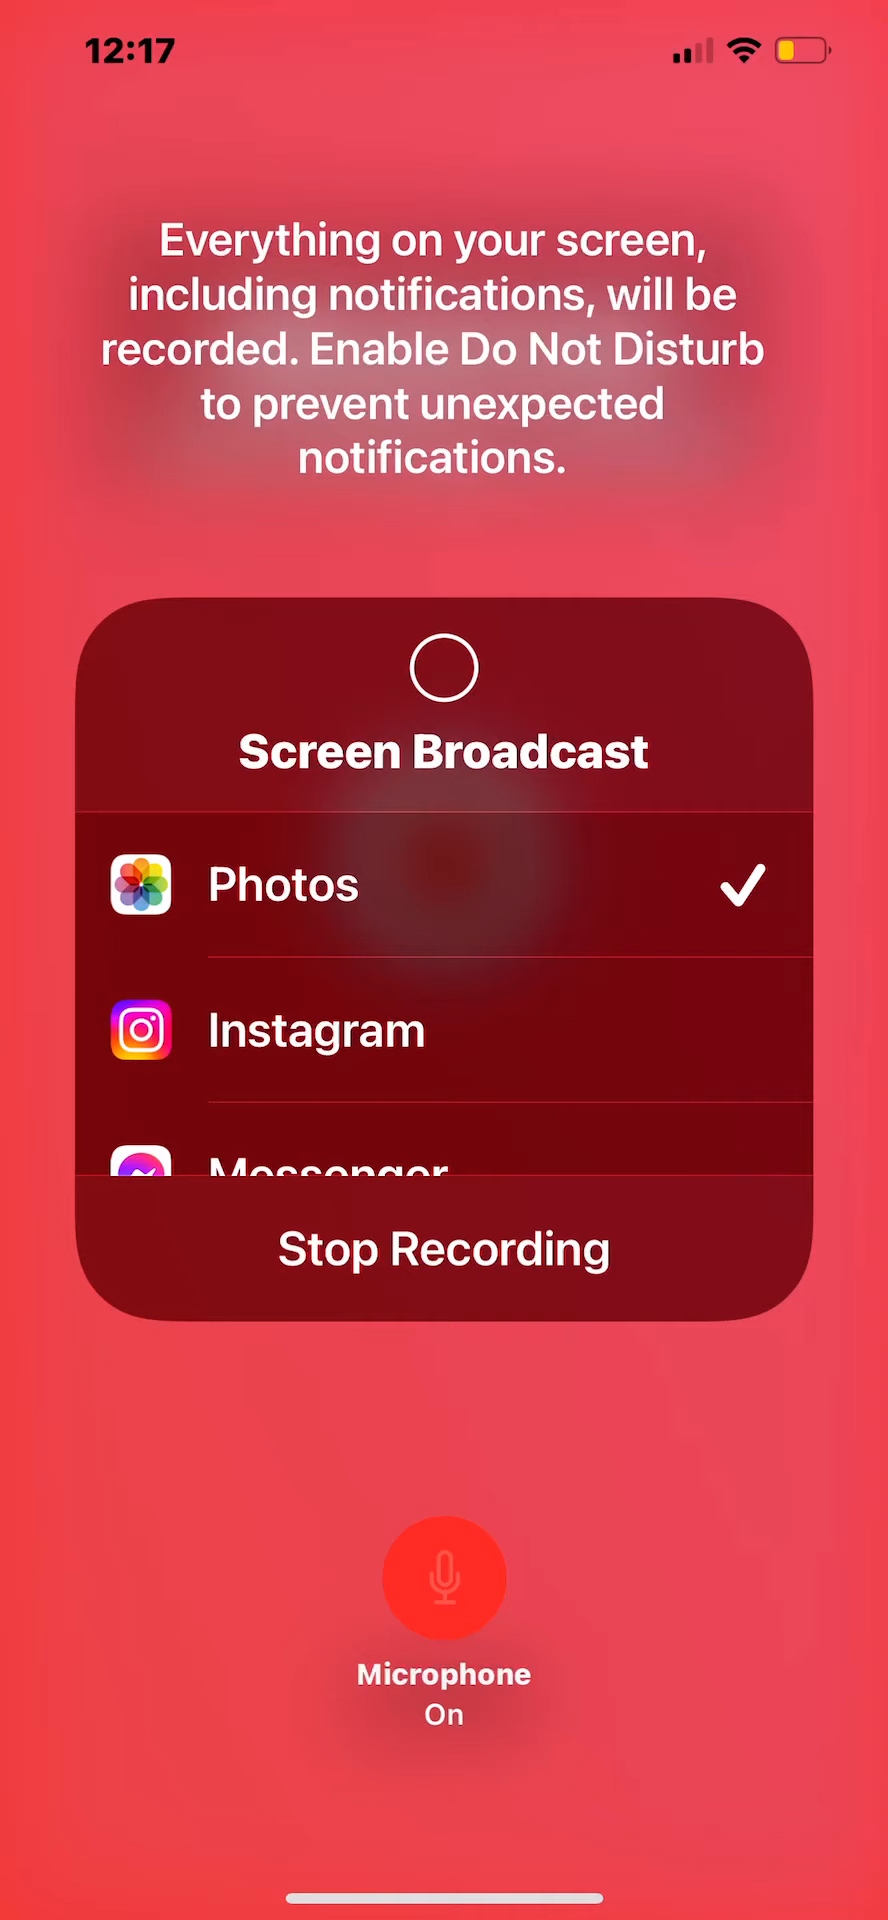 12:17
Everything on your screen,
including notifications, will be
recorded. Enable Do Not Disturb
to prevent unexpected
notifications.
Screen Broadcast
Photos
Instagram
Messenger
Stop Recording
Microphone
On